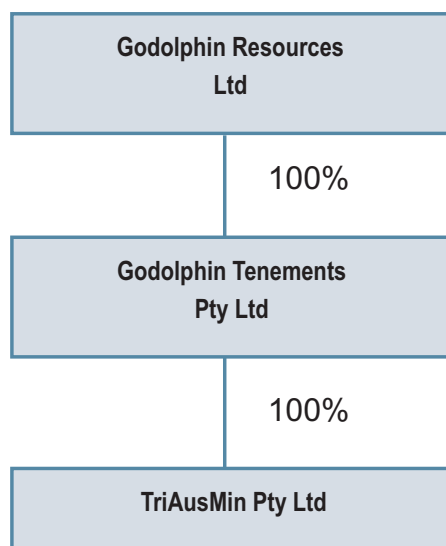 Godolphin Resources
Ltd
100%
Godolphin Tenements
Pty Ltd
100%
TriAusMin Pty Ltd